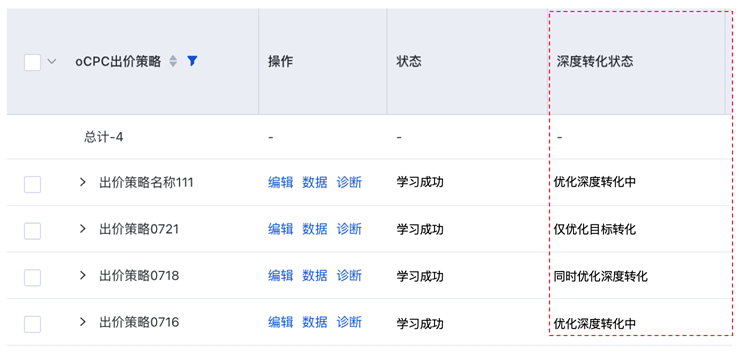 oCPC出价策略 操作 状态 深度转化状态
总计-4 - - -
出价策略名称111 编辑 数据 诊断 学习成功 优化深度转化中
出价策略0721 编辑 数据 诊断 学习成功 仅优化目标转化
出价策略0718 编辑 数据 诊断 学习成功 同时优化深度转化
出价策略0716 编辑 数据 诊断 学习成功 优化深度转化中